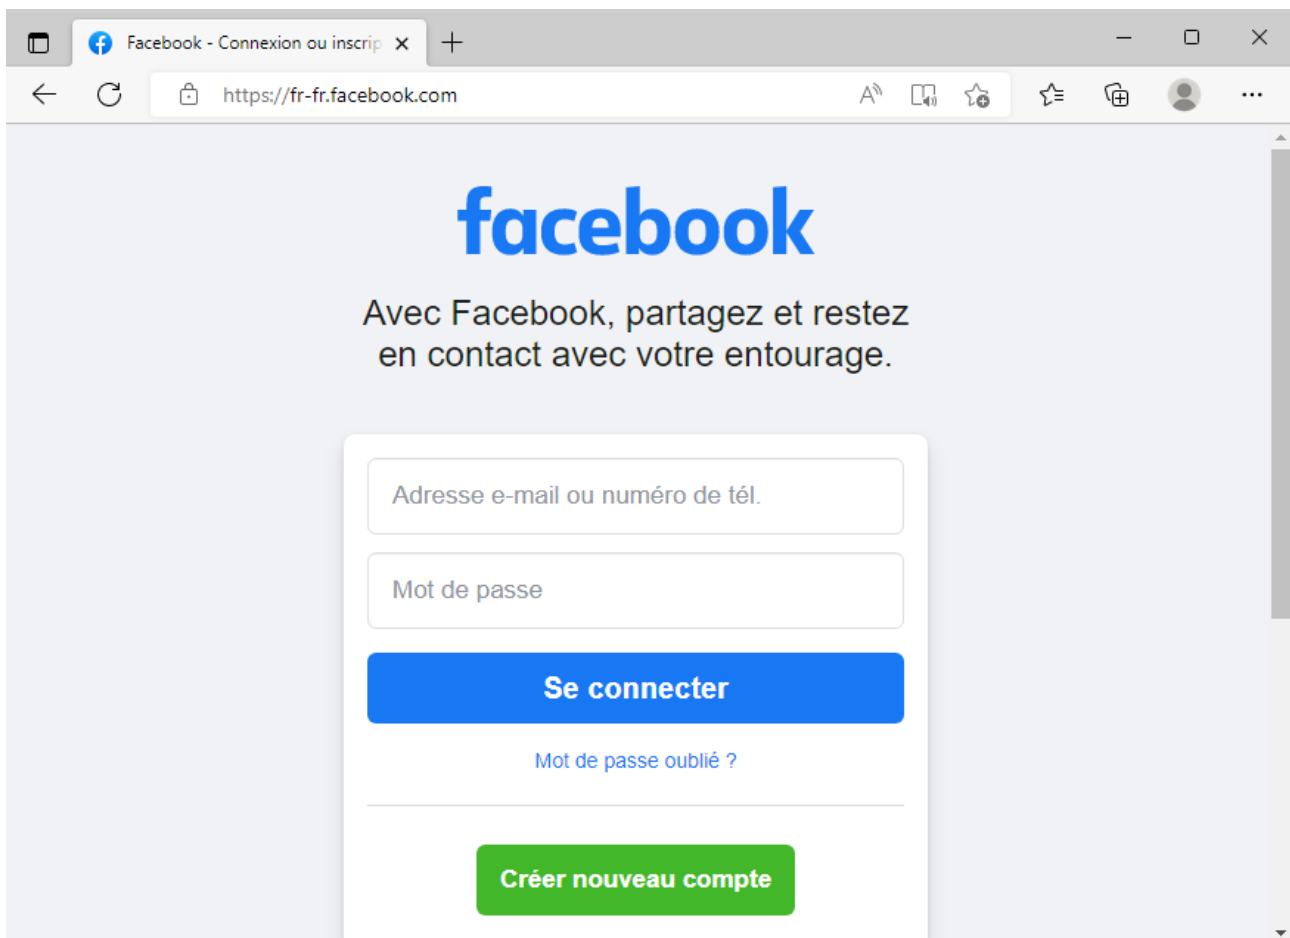 Facebook - Connexion ou inscrip
https://fr-fr.facebook.com
facebook
Avec Facebook, partagez et restez
en contact avec votre entourage.
Adresse e-mail ou numéro de tél.
Mot de passe
Se connecter
Mot de passe oublié ?
Créer nouveau compte